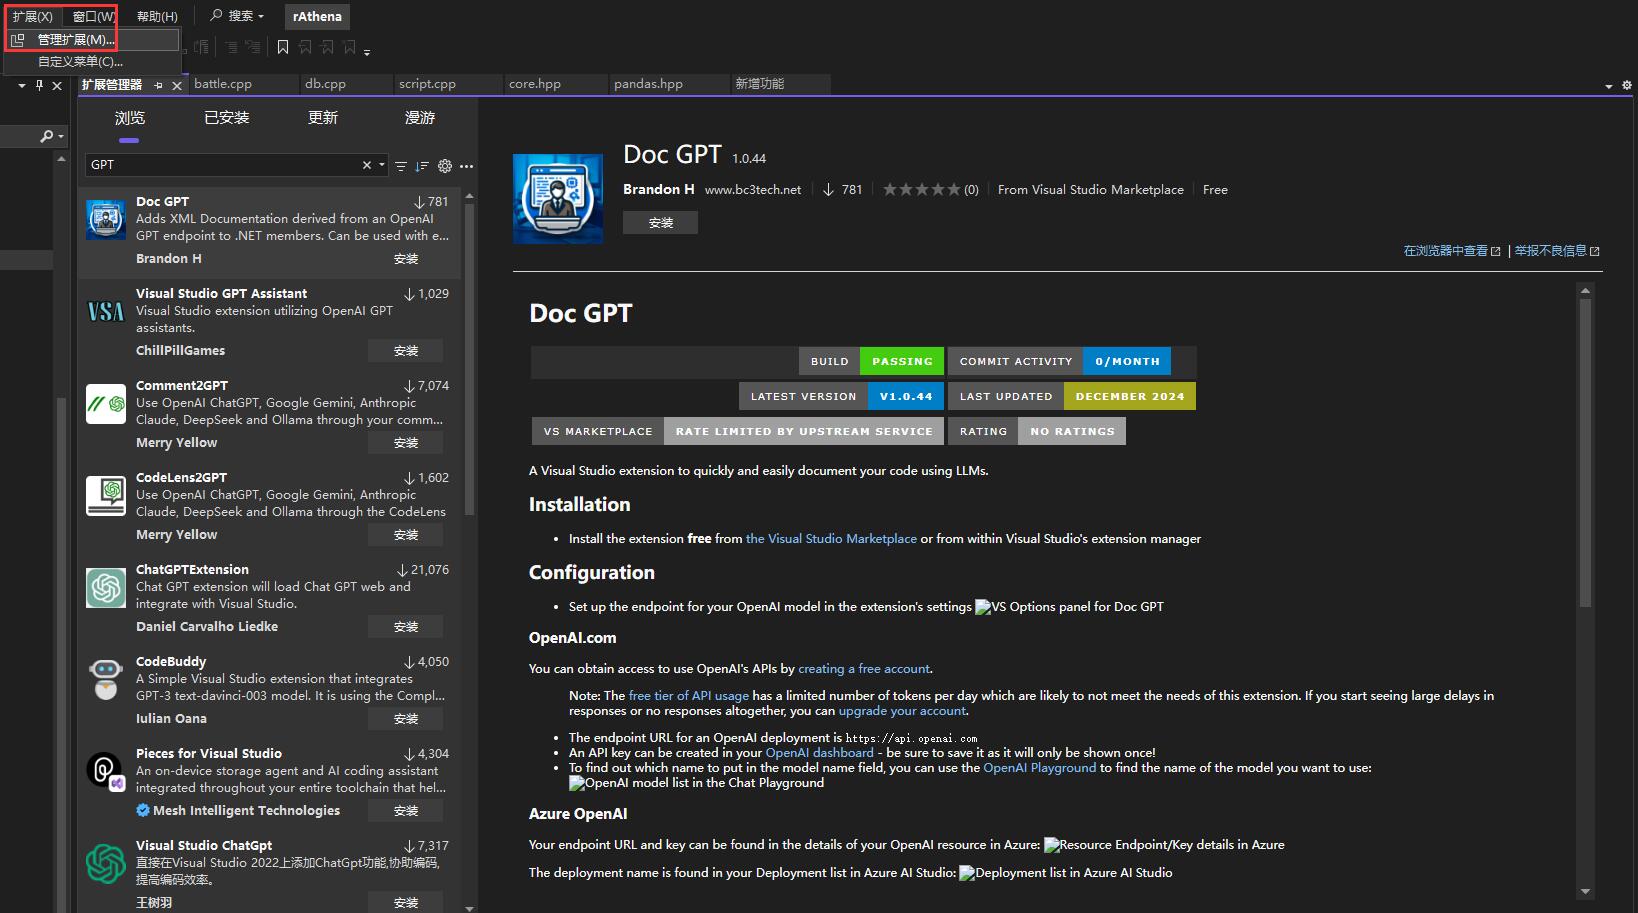 扩展(X) 窗口(W) 帮助(H) 搜索 rAthena
管理扩展(M)...
自定义菜单(C)...
扩展管理器 battle.cpp db.cpp script.cpp core.hpp pandas.hpp 新增功能
浏览 已安装 更新 漫游
GPT
Doc GPT 781
Adds XML Documentation derived from an OpenAI
GPT endpoint to .NET members. Can be used with e...
Brandon H 安装
Visual Studio GPT Assistant 1,029
Visual Studio extension utilizing OpenAI GPT
assistants.
ChillPillGames 安装
Comment2GPT 7,074
Use OpenAI ChatGPT, Google Gemini, Anthropic
Claude, DeepSeek and Ollama through your comm...
Merry Yellow 安装
CodeLens2GPT 1,602
Use OpenAI ChatGPT, Google Gemini, Anthropic
Claude, DeepSeek and Ollama through the CodeLens
Merry Yellow 安装
ChatGPTExtension 21,076
Chat GPT extension will load Chat GPT web and
integrate with Visual Studio.
Daniel Carvalho Liedke 安装
CodeBuddy 4,050
A Simple Visual Studio extension that integrates
GPT-3 text-davinci-003 model. It is using the Compl...
Iulian Oana 安装
Pieces for Visual Studio 4,304
An on-device storage agent and AI coding assistant
integrated throughout your entire toolchain that hel...
Mesh Intelligent Technologies 安装
Visual Studio ChatGpt 7,317
直接在Visual Studio 2022上添加ChatGpt功能,协助编码,
提高编码效率。
王树羽 安装
VSA
Doc GPT 1.0.44
Brandon H www.bc3tech.net 781 (0) From Visual Studio Marketplace Free
安装
在浏览器中查看 | 举报不良信息
Doc GPT
BUILD PASSING COMMIT ACTIVITY 0/MONTH
LATEST VERSION V1.0.44 LAST UPDATED DECEMBER 2024
VS MARKETPLACE RATE LIMITED BY UPSTREAM SERVICE RATING NO RATINGS
A Visual Studio extension to quickly and easily document your code using LLMs.
Installation
• Install the extension free from the Visual Studio Marketplace or from within Visual Studio's extension manager
Configuration
• Set up the endpoint for your OpenAI model in the extension's settings VS Options panel for Doc GPT
OpenAI.com
You can obtain access to use OpenAI's APIs by creating a free account.
Note: The free tier of API usage has a limited number of tokens per day which are likely to not meet the needs of this extension. If you start seeing large delays in
responses or no responses altogether, you can upgrade your account.
• The endpoint URL for an OpenAI deployment is https://api.openai.com
• An API key can be created in your OpenAI dashboard - be sure to save it as it will only be shown once!
• To find out which name to put in the model name field, you can use the OpenAI Playground to find the name of the model you want to use:
OpenAI model list in the Chat Playground
Azure OpenAI
Your endpoint URL and key can be found in the details of your OpenAI resource in Azure: Resource Endpoint/Key details in Azure
The deployment name is found in your Deployment list in Azure AI Studio: Deployment list in Azure AI Studio